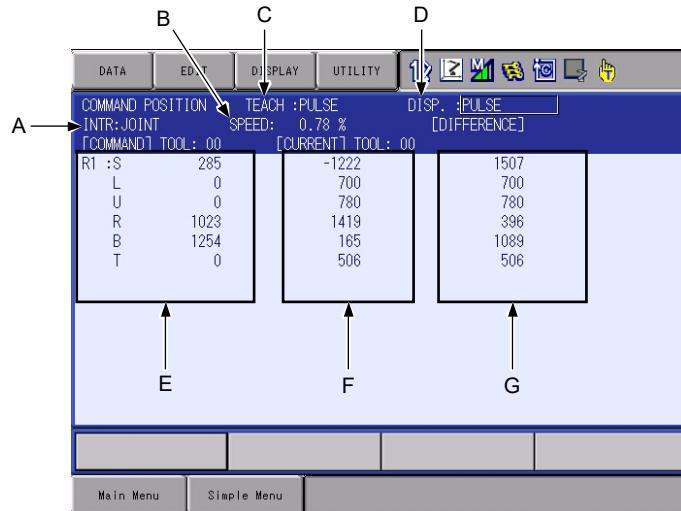 B C D
DATA EDIT DISPLAY UTILITY
COMMAND POSITION TEACH :PULSE DISP. :PULSE
A INTR:JOINT SPEED: 0.78 % [DIFFERENCE]
[COMMAND] TOOL: 00 [CURRENT] TOOL: 00
R1 :S 285 -1222 1507
L 0 700 700
U 0 780 780
R 1023 1419 396
B 1254 165 1089
T 0 506 506
E F G
Main Menu Simple Menu